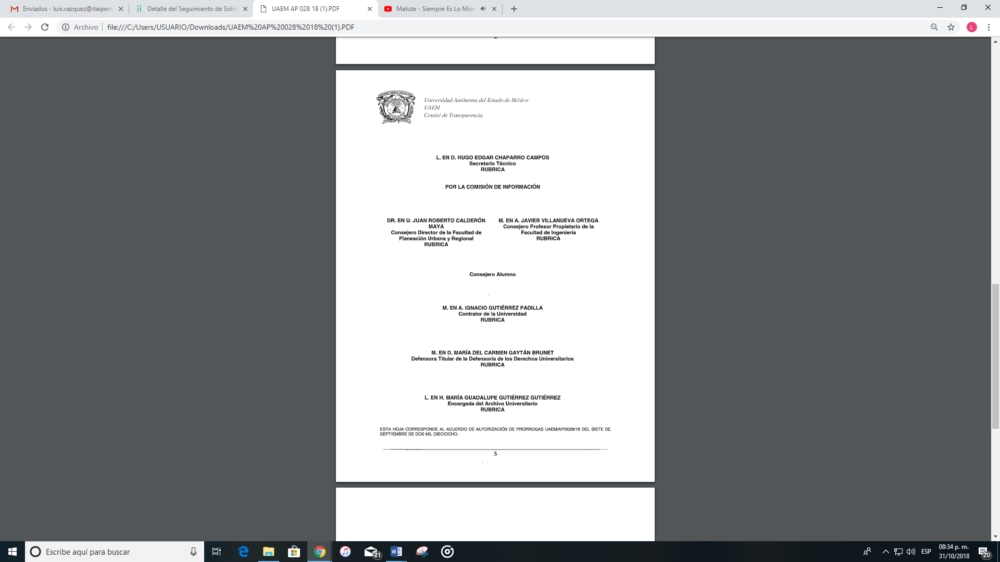 Enviados - luis.vazquez@itaipem
Detalle del Seguimiento de Solici
UAEM AP 028 18 (1).PDF
Matute - Siempre Es Lo Mism
Archivo
file:///C:/Users/USUARIO/Downloads/UAEM%20AP%20028%2018%20(1).PDF
L
2
ESTADOS UNIDOS MEXICANOS
Universidad Autónoma del Estado de México
UAEM
Comité de Transparencia
L. EN D. HUGO EDGAR CHAPARRO CAMPOS
Secretario Técnico
RUBRICA
POR LA COMISIÓN DE INFORMACIÓN
DR. EN U. JUAN ROBERTO CALDERÓN
MAYA
Consejero Director de la Facultad de
Planeación Urbana y Regional
RUBRICA
M. EN A. JAVIER VILLANUEVA ORTEGA
Consejero Profesor Propietario de la
Facultad de Ingeniería
RUBRICA
Consejero Alumno
M. EN A. IGNACIO GUTIÉRREZ PADILLA
Contralor de la Universidad
RUBRICA
M. EN D. MARÍA DEL CARMEN GAYTÁN BRUNET
Defensora Titular de la Defensoría de los Derechos Universitarios
RUBRICA
L. EN H. MARÍA GUADALUPE GUTIÉRREZ GUTIÉRREZ
Encargada del Archivo Universitario
RUBRICA
ESTA HOJA CORRESPONDE AL ACUERDO DE AUTORIZACIÓN DE PRORROGAS UAEM/AP/0028/18 DEL SIETE DE
SEPTIEMBRE DE DOS MIL DIECIOCHO.
3
Escribe aquí para buscar
21
ESP
08:34 p. m.
31/10/2018
20